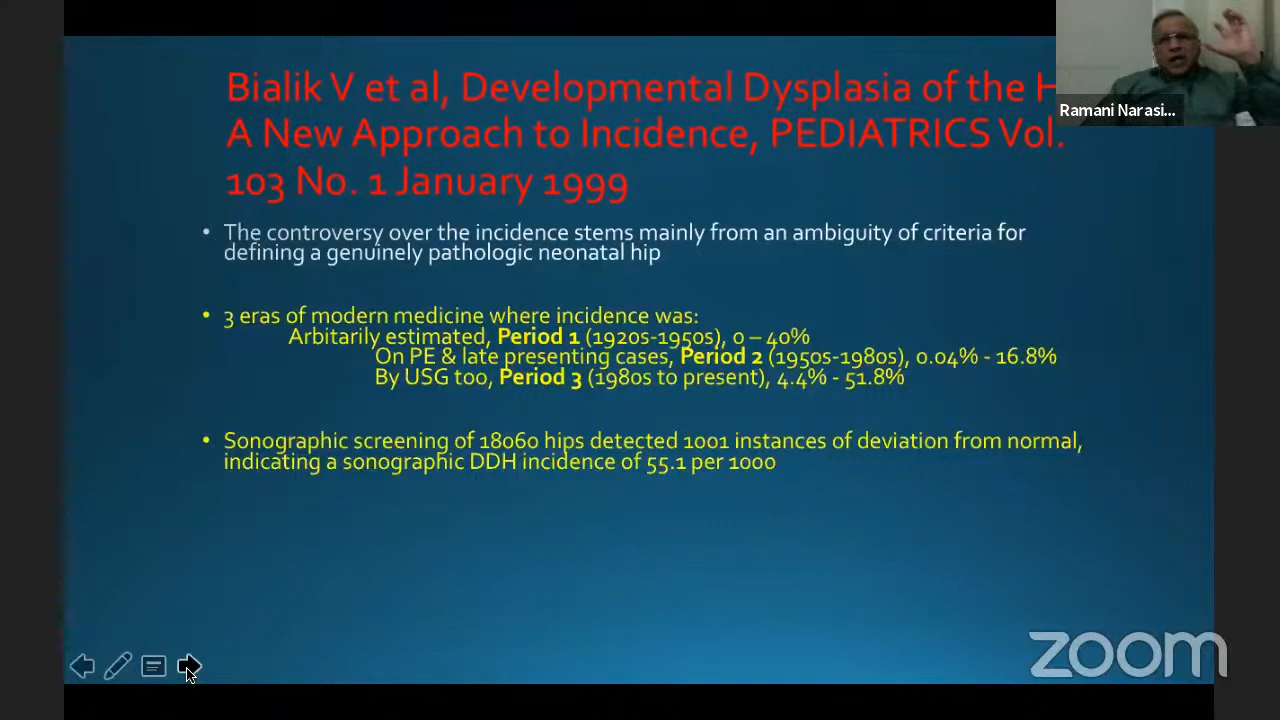 Bialik V et al, Developmental Dysplasia of the H
A New Approach to Incidence, PEDIATRICS Vol.
103 No. 1 January 1999
Ramani Narasi...
• The controversy over the incidence stems mainly from an ambiguity of criteria for
defining a genuinely pathologic neonatal hip
• 3 eras of modern medicine where incidence was:
Arbitarily estimated, Period 1 (1920s-1950s), 0 – 40%
On PE & late presenting cases, Period 2 (1950s-1980s), 0.04% - 16.8%
By USG too, Period 3 (1980s to present), 4.4% - 51.8%
• Sonographic screening of 18060 hips detected 1001 instances of deviation from normal,
indicating a sonographic DDH incidence of 55.1 per 1000
zoom